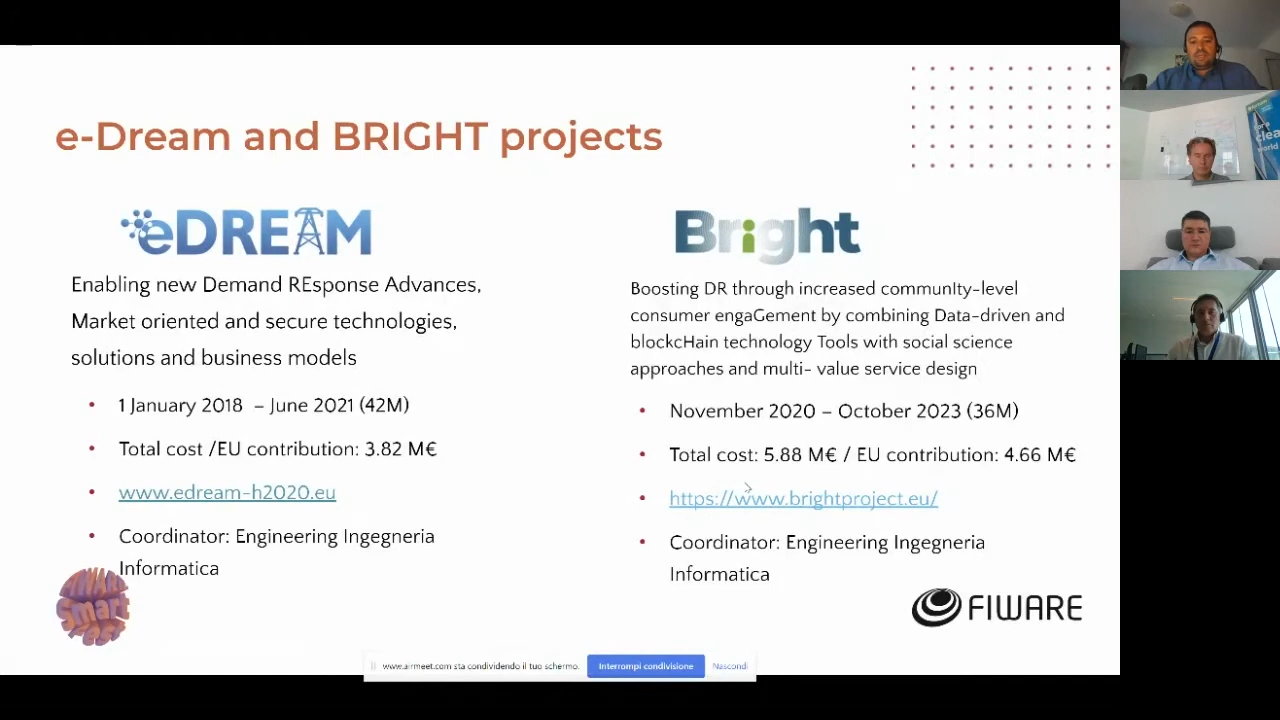 e-Dream and BRIGHT projects
eDREAM
Enabling new Demand REsponse Advances,
Market oriented and secure technologies,
solutions and business models
• 1 January 2018 – June 2021 (42M)
• Total cost /EU contribution: 3.82 M€
• www.edream-h2020.eu
• Coordinator: Engineering Ingegneria
Informatica
Bright
Boosting DR through increased communIty-level
consumer engaGement by combining Data-driven and
blockcHain technology Tools with social science
approaches and multi- value service design
• November 2020 – October 2023 (36M)
• Total cost: 5.88 M€ / EU contribution: 4.66 M€
• https://www.brightproject.eu/
• Coordinator: Engineering Ingegneria
Informatica
Smart
FIWARE
www.airmeet.com sta condividendo il tuo schermo.
Interrompi condivisione
Nascondi
clea
world